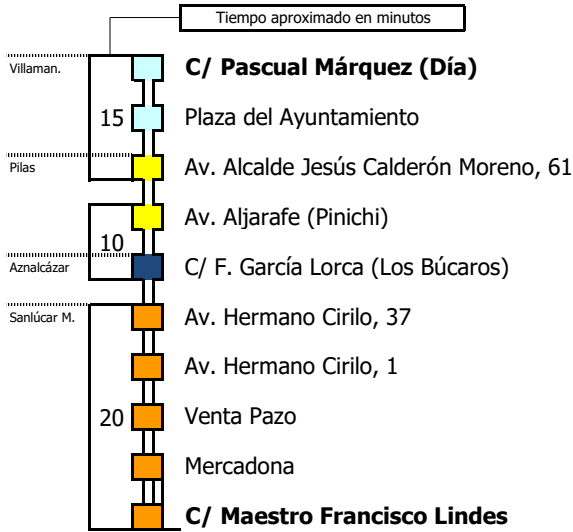 Tiempo aproximado en minutos
Villaman.
C/ Pascual Márquez (Día)
15
Plaza del Ayuntamiento
Pilas
Av. Alcalde Jesús Calderón Moreno, 61
Av. Aljarafe (Pinichi)
10
Aznalcázar
C/ F. García Lorca (Los Búcaros)
Sanlúcar M.
Av. Hermano Cirilo, 37
Av. Hermano Cirilo, 1
20
Venta Pazo
Mercadona
C/ Maestro Francisco Lindes